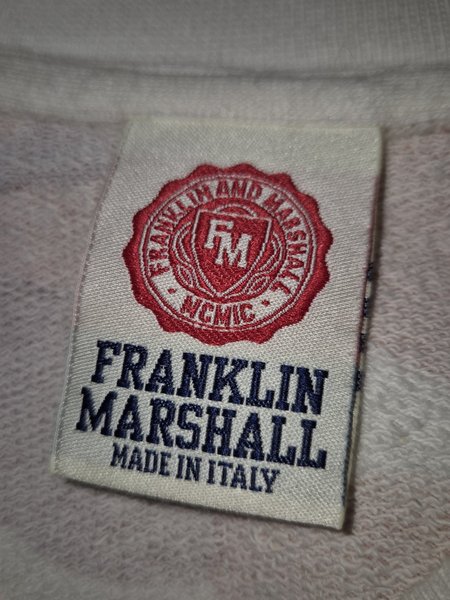 FRANKLIN AND MARSHALL
FM
MCMIC
FRANKLIN
MARSHALL
MADE IN ITALY